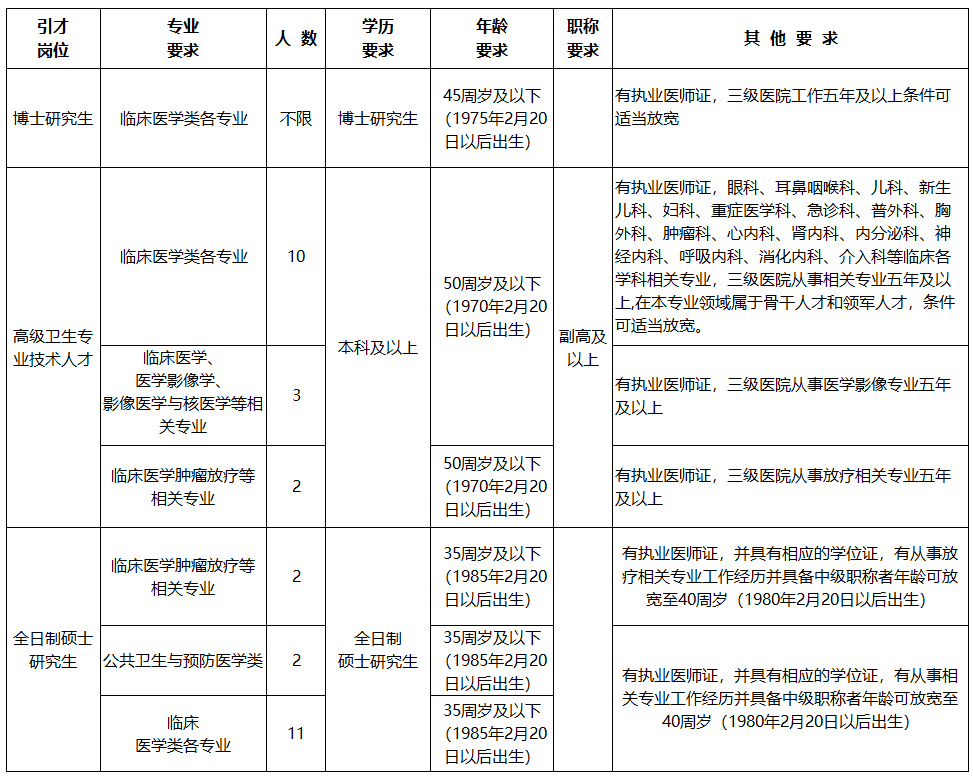 引才
岗位
专业
要求
人 数
学历
要求
年龄
要求
职称
要求
其 他 要 求
博士研究生
临床医学类各专业
不限
博士研究生
45周岁及以下
（1975年2月20
日以后出生）
有执业医师证，三级医院工作五年及以上条件可
适当放宽
高级卫生专
业技术人才
临床医学类各专业
10
本科及以上
50周岁及以下
（1970年2月20
日以后出生）
副高及
以上
有执业医师证，眼科、耳鼻咽喉科、儿科、新生
儿科、妇科、重症医学科、急诊科、普外科、胸
外科、肿瘤科、心内科、肾内科、内分泌科、神
经内科、呼吸内科、消化内科、介入科等临床各
学科相关专业，三级医院从事相关专业五年及以
上,在本专业领域属于骨干人才和领军人才，条件
可适当放宽。
临床医学、
医学影像学、
影像医学与核医学等相
关专业
3
有执业医师证，三级医院从事医学影像专业五年
及以上
临床医学肿瘤放疗等
相关专业
2
50周岁及以下
（1970年2月20
日以后出生）
有执业医师证，三级医院从事放疗相关专业五年
及以上
全日制硕士
研究生
临床医学肿瘤放疗等
相关专业
2
全日制
硕士研究生
35周岁及以下
（1985年2月20
日以后出生）
有执业医师证，并具有相应的学位证，有从事放
疗相关专业工作经历并具备中级职称者年龄可放
宽至40周岁（1980年2月20日以后出生）
公共卫生与预防医学类
2
35周岁及以下
（1985年2月20
日以后出生）
有执业医师证，并具有相应的学位证，有从事相
关专业工作经历并具备中级职称者年龄可放宽至
40周岁（1980年2月20日以后出生）
临床
医学类各专业
11
35周岁及以下
（1985年2月20
日以后出生）